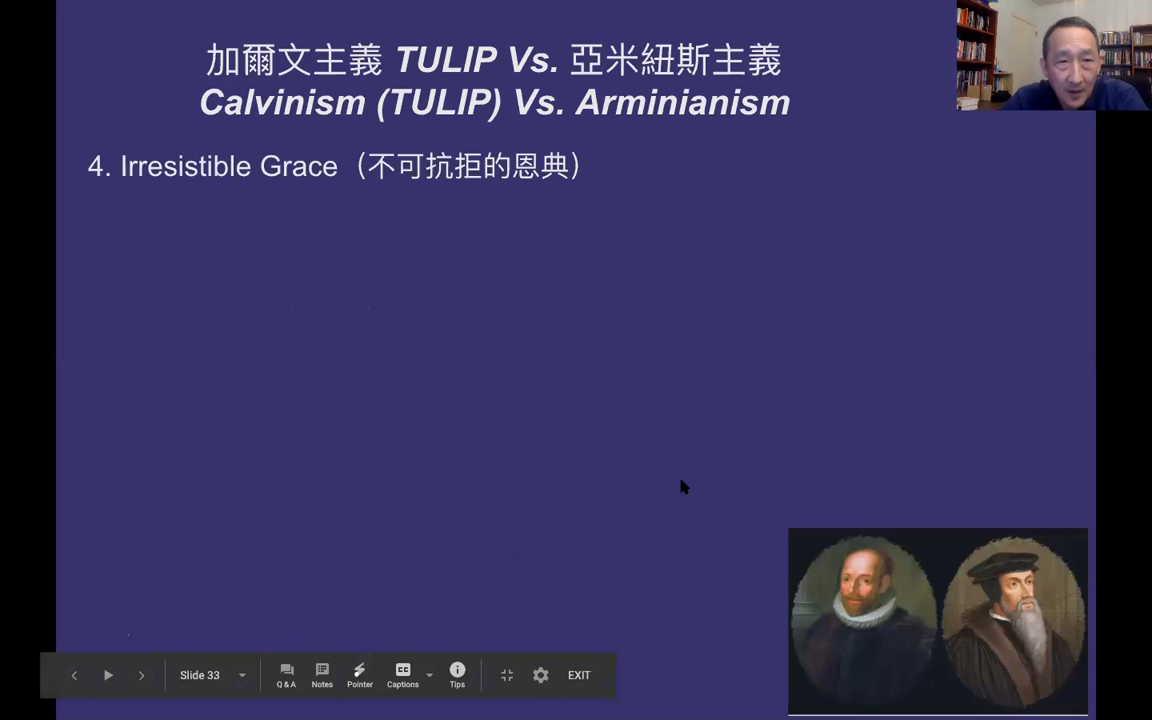 加爾文主義 TULIP Vs. 亞米紐斯主義
Calvinism (TULIP) Vs. Arminianism
4. Irresistible Grace（不可抗拒的恩典）
Slide 33
Q & A
Notes
Pointer
CC
Captions
Tips
EXIT